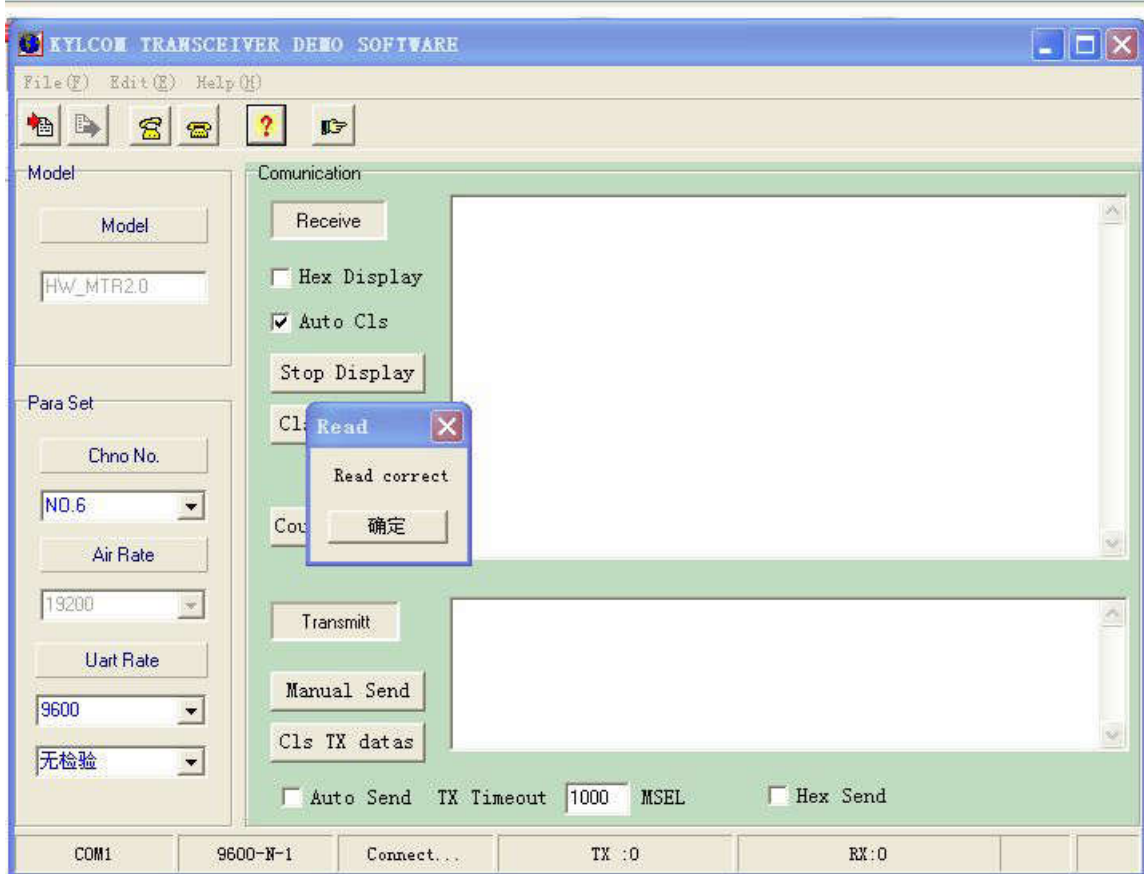 KYLCOM TRANSCEIVER DEMO SOFTWARE
File(F) Edit(E) Help(H)
Model
Model
HW_MTR2.0
Para Set
Chno No.
NO.6
Air Rate
19200
Uart Rate
9600
无检验
Comunication
Receive
Hex Display
Auto Cls
Stop Display
Cl
Read
Read correct
确定
Cou
Transmitt
Manual Send
Cls TX datas
Auto Send TX Timeout 1000 MSEL Hex Send
COM1 9600-N-1 Connect... TX :0 RX:0